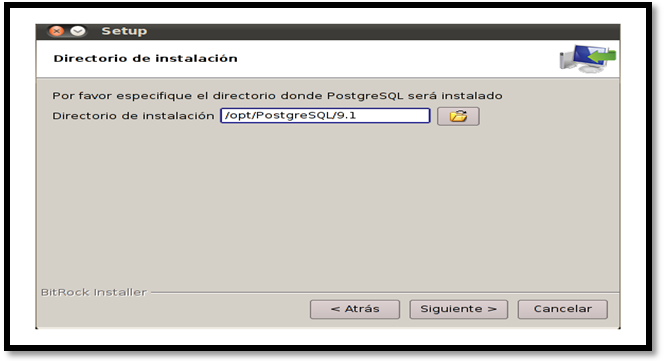 Setup
Directorio de instalación
Por favor especifique el directorio donde PostgreSQL será instalado
Directorio de instalación /opt/PostgreSQL/9.1
BitRock Installer
< Atrás Siguiente > Cancelar